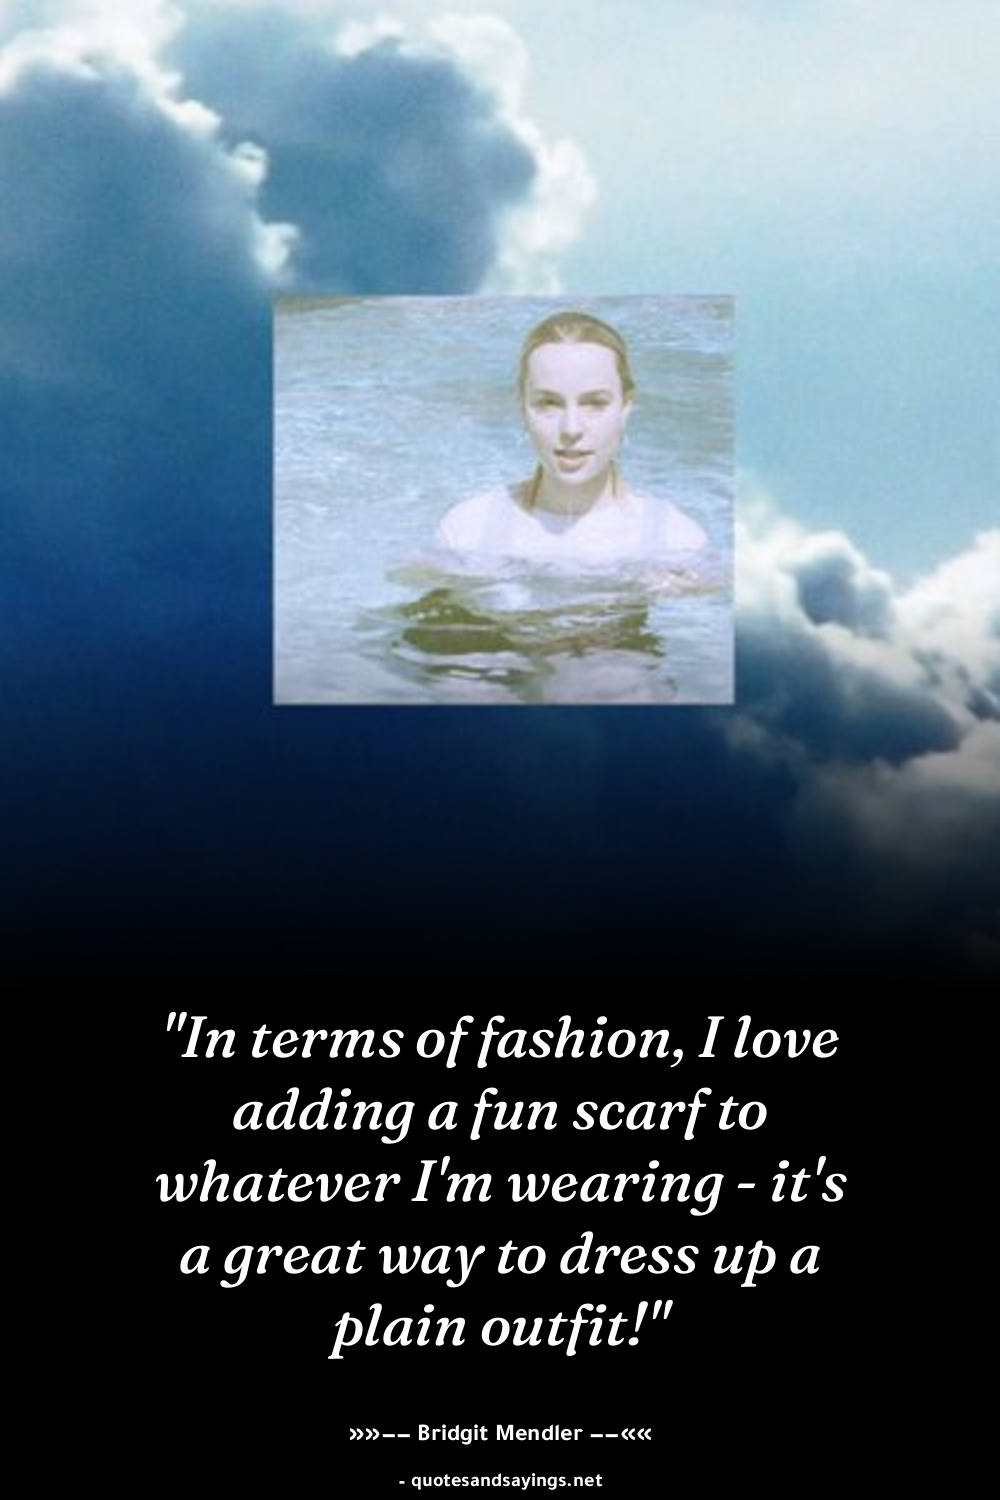 "In terms of fashion, I love
adding a fun scarf to
whatever I'm wearing - it's
a great way to dress up a
plain outfit!"
»»–– Bridgit Mendler ––««
- quotesandsayings.net